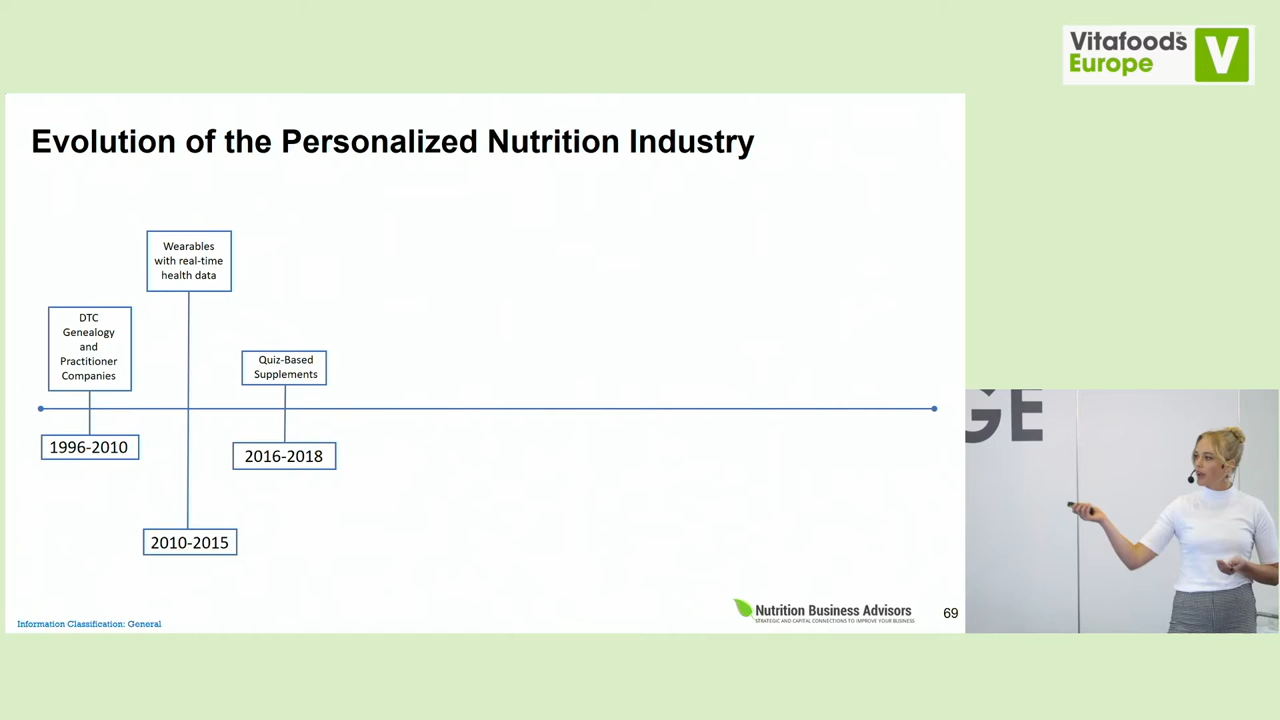 Vitafoods™
Europe
V
Evolution of the Personalized Nutrition Industry
Wearables
with real-time
health data
DTC
Genealogy
and
Practitioner
Companies
Quiz-Based
Supplements
1996-2010
2016-2018
2010-2015
Information Classification: General
Nutrition Business Advisors
STRATEGIC AND CAPITAL CONNECTIONS TO IMPROVE YOUR BUSINESS
69
GE